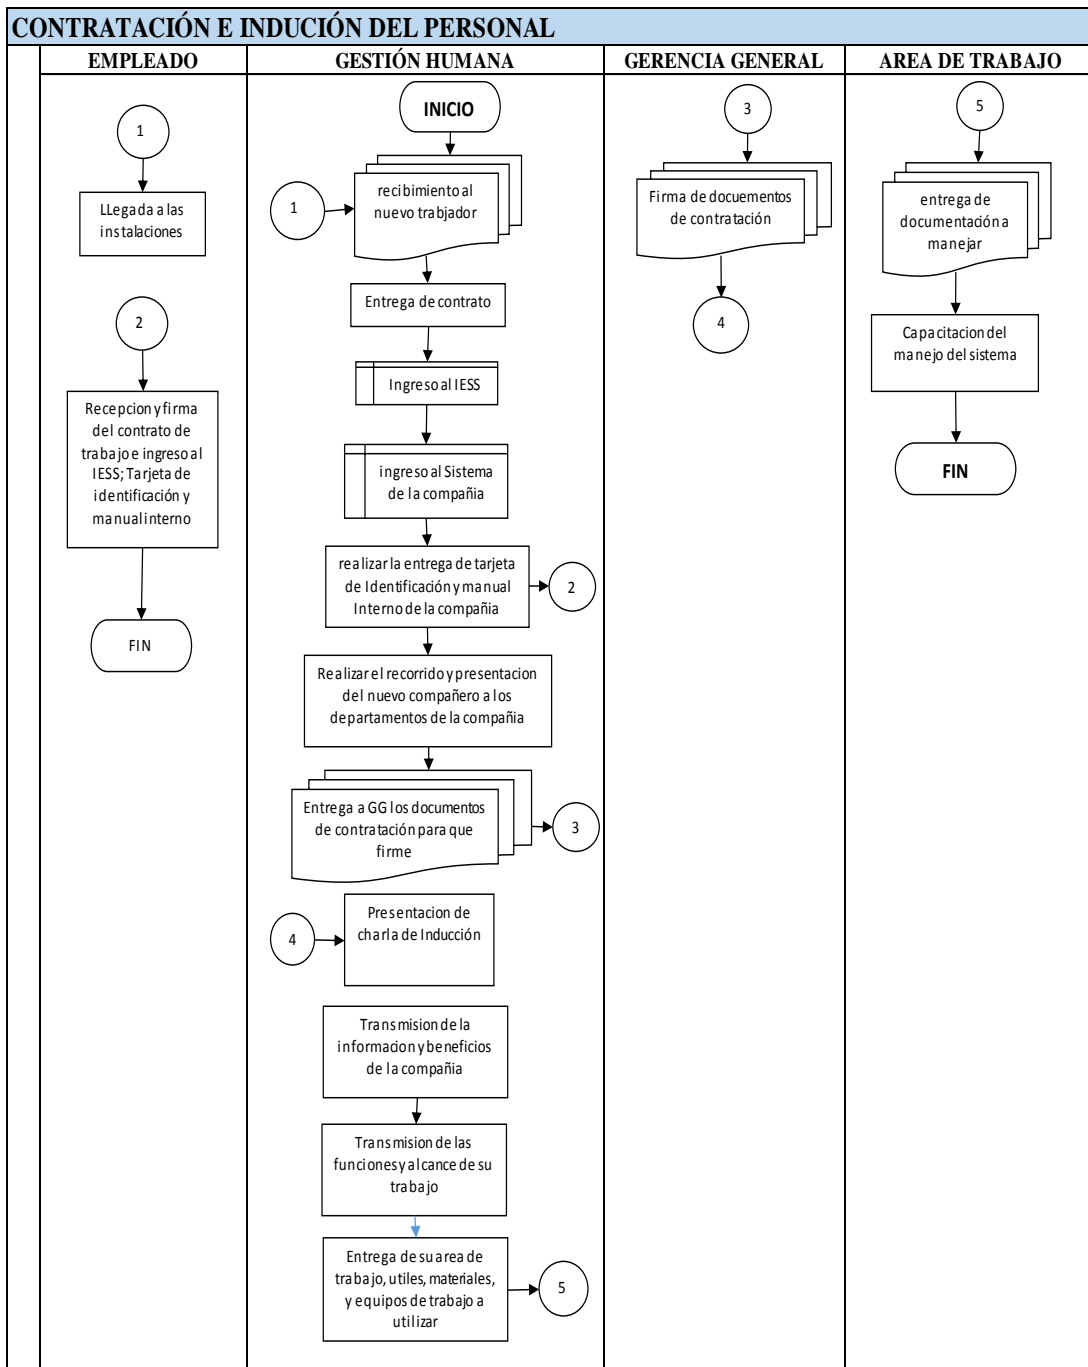 CONTRATACIÓN E INDUCIÓN DEL PERSONAL
EMPLEADO
GESTIÓN HUMANA
GERENCIA GENERAL
AREA DE TRABAJO
1
LLegada a las
instalaciones
2
Recepcion y firma
del contrato de
trabajo e ingreso al
IESS; Tarjeta de
identificación y
manual interno
FIN
INICIO
1
recibimiento al
nuevo trabjador
Entrega de contrato
Ingreso al IESS
ingreso al Sistema
de la compañia
realizar la entrega de tarjeta
de Identificación y manual
Interno de la compañia
2
Realizar el recorrido y presentacion
del nuevo compañero a los
departamentos de la compañia
Entrega a GG los documentos
de contratación para que
firme
3
4
Presentacion de
charla de Inducción
Transmision de la
informacion y beneficios
de la compañia
Transmision de las
funciones y alcance de su
trabajo
Entrega de su area de
trabajo, utiles, materiales,
y equipos de trabajo a
utilizar
5
3
Firma de docuementos
de contratación
4
5
entrega de
documentación a
manejar
Capacitacion del
manejo del sistema
FIN